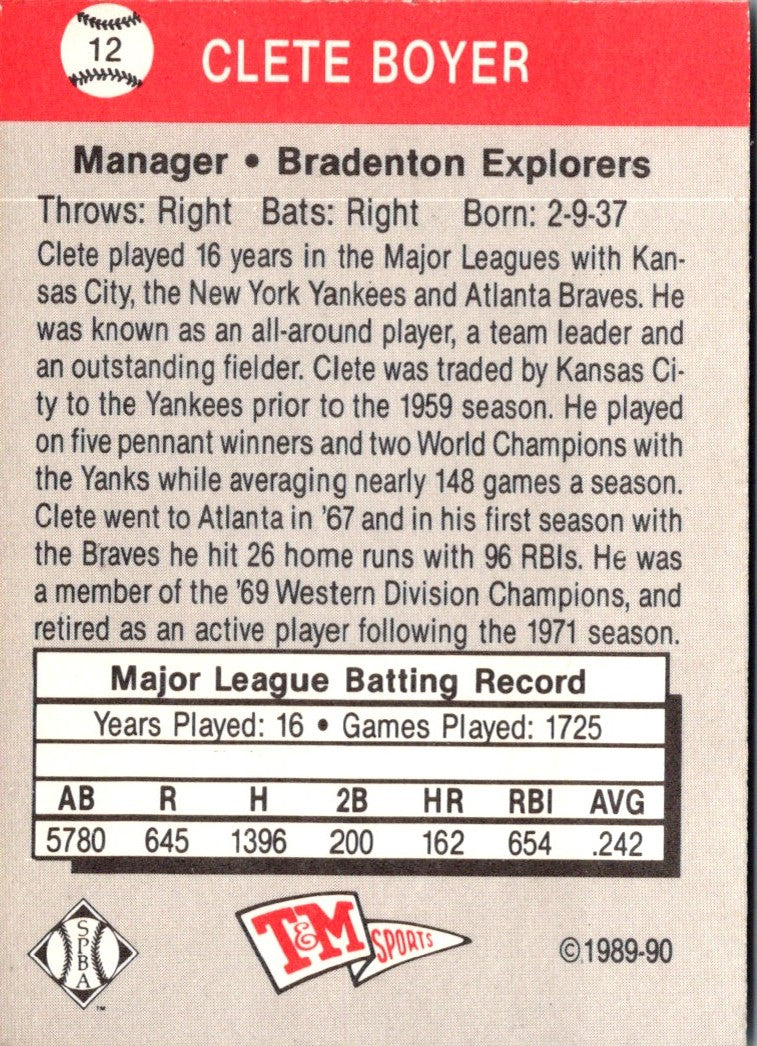 12
CLETE BOYER
Manager • Bradenton Explorers
Throws: Right Bats: Right Born: 2-9-37
Clete played 16 years in the Major Leagues with Kan-
sas City, the New York Yankees and Atlanta Braves. He
was known as an all-around player, a team leader and
an outstanding fielder. Clete was traded by Kansas Ci-
ty to the Yankees prior to the 1959 season. He played
on five pennant winners and two World Champions with
the Yanks while averaging nearly 148 games a season.
Clete went to Atlanta in '67 and in his first season with
the Braves he hit 26 home runs with 96 RBIs. He was
a member of the '69 Western Division Champions, and
retired as an active player following the 1971 season.
Major League Batting Record
Years Played: 16 • Games Played: 1725
AB R H 2B HR RBI AVG
5780 645 1396 200 162 654 .242
SPBA
TM
T&M SPORTS
©1989-90